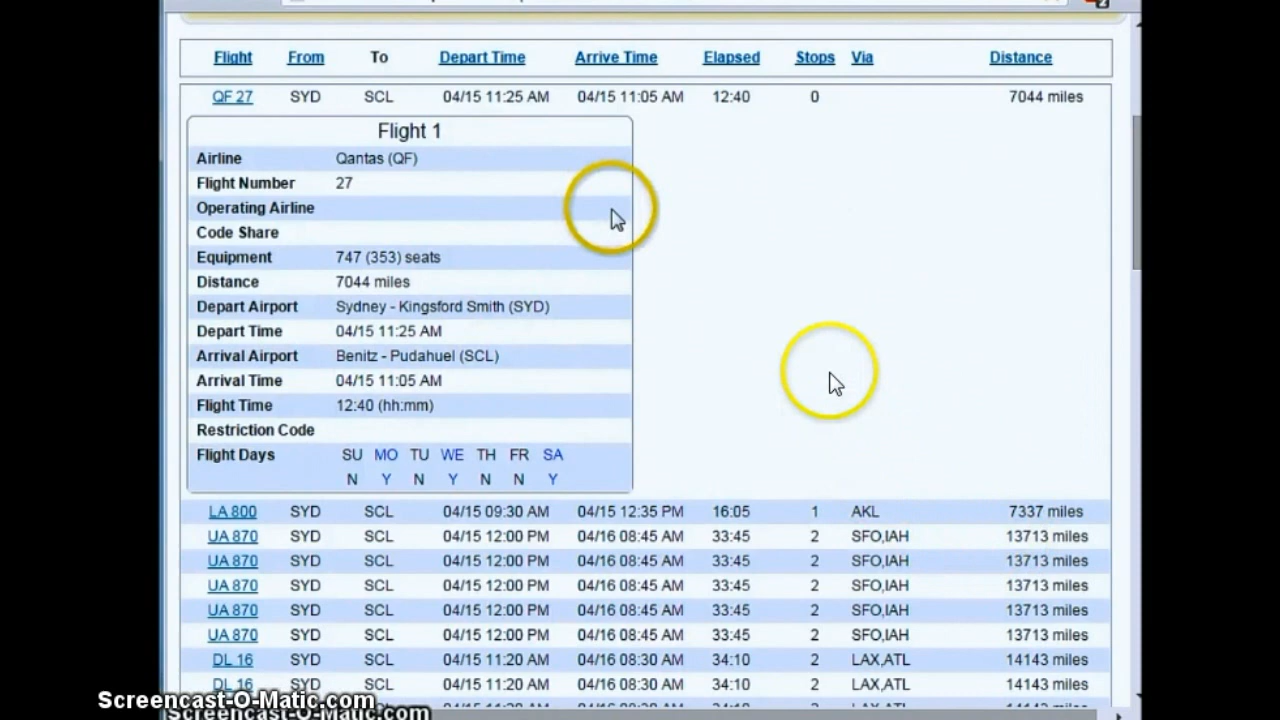 Flight From To Depart Time Arrive Time Elapsed Stops Via Distance
QF 27 SYD SCL 04/15 11:25 AM 04/15 11:05 AM 12:40 0 7044 miles
Flight 1
Airline Qantas (QF)
Flight Number 27
Operating Airline
Code Share
Equipment 747 (353) seats
Distance 7044 miles
Depart Airport Sydney - Kingsford Smith (SYD)
Depart Time 04/15 11:25 AM
Arrival Airport Benitz - Pudahuel (SCL)
Arrival Time 04/15 11:05 AM
Flight Time 12:40 (hh:mm)
Restriction Code
Flight Days SU MO TU WE TH FR SA
N Y N Y N N Y
LA 800 SYD SCL 04/15 09:30 AM 04/15 12:35 PM 16:05 1 AKL 7337 miles
UA 870 SYD SCL 04/15 12:00 PM 04/16 08:45 AM 33:45 2 SFO,IAH 13713 miles
UA 870 SYD SCL 04/15 12:00 PM 04/16 08:45 AM 33:45 2 SFO,IAH 13713 miles
UA 870 SYD SCL 04/15 12:00 PM 04/16 08:45 AM 33:45 2 SFO,IAH 13713 miles
UA 870 SYD SCL 04/15 12:00 PM 04/16 08:45 AM 33:45 2 SFO,IAH 13713 miles
UA 870 SYD SCL 04/15 12:00 PM 04/16 08:45 AM 33:45 2 SFO,IAH 13713 miles
DL 16 SYD SCL 04/15 11:20 AM 04/16 08:30 AM 34:10 2 LAX,ATL 14143 miles
DL 16 SYD SCL 04/15 11:20 AM 04/16 08:30 AM 34:10 2 LAX,ATL 14143 miles
Screencast-O-Matic.com
Screencast-O-Matic.com